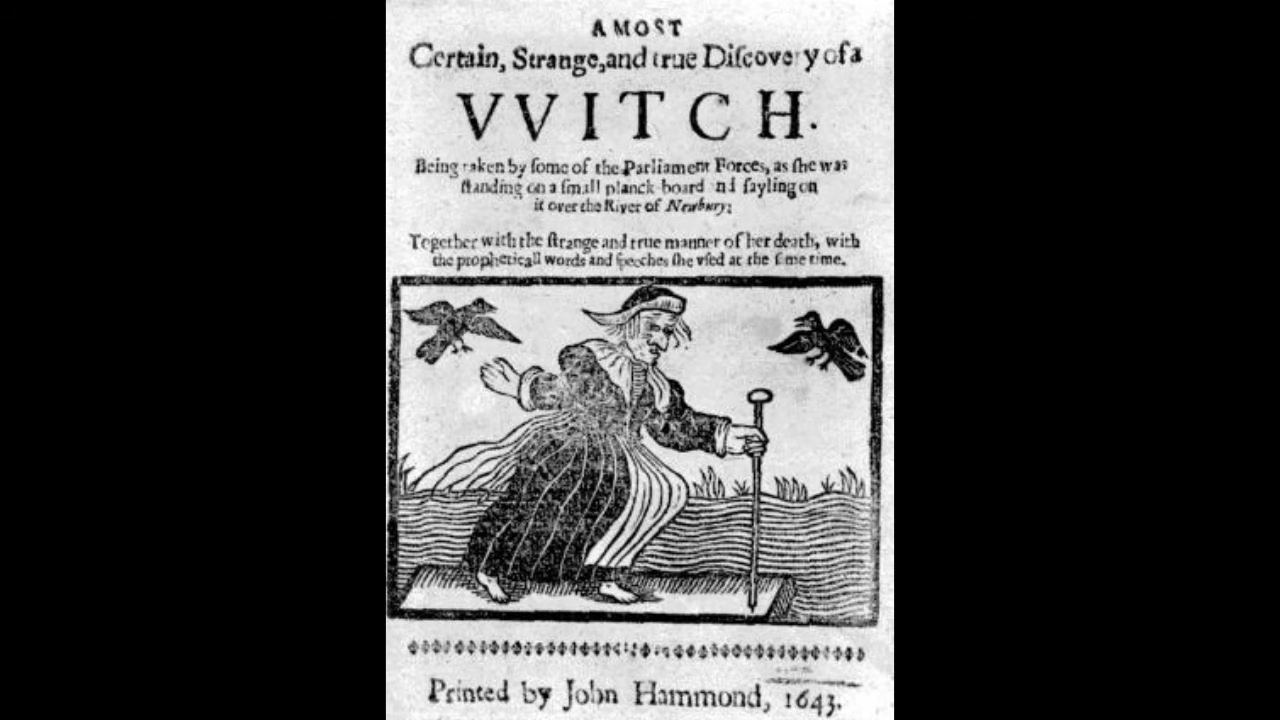 A MOST
Certain, Strange, and true Diſcovery of a
VVITCH.
Being taken by ſome of the Parliament Forces, as ſhe was
ſtanding on a ſmall planck-board and ſayling on
it over the River of Newbury:
Together with the ſtrange and true manner of her death, with
the propheticall words and ſpeeches ſhe vſed at the ſame time.
Printed by John Hammond, 1643.